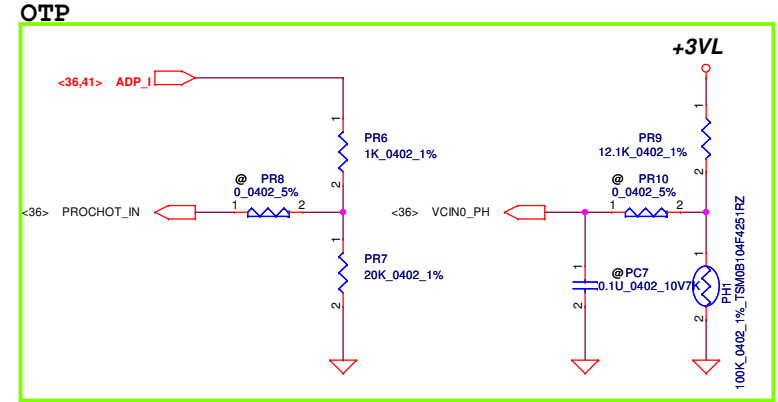 OTP
+3VL
<36,41> ADP_I
1
PR6
1K_0402_1%
2
1
PR9
12.1K_0402_1%
2
@ PR8
0_0402_5%
1 2
<36> PROCHOT_IN
@ PR10
0_0402_5%
1 2
<36> VCIN0_PH
1
PR7
20K_0402_1%
2
1
@PC7
0.1U_0402_10V7K
2
1
2
PH1
100K_0402_1%_TSM0B104F4251RZ